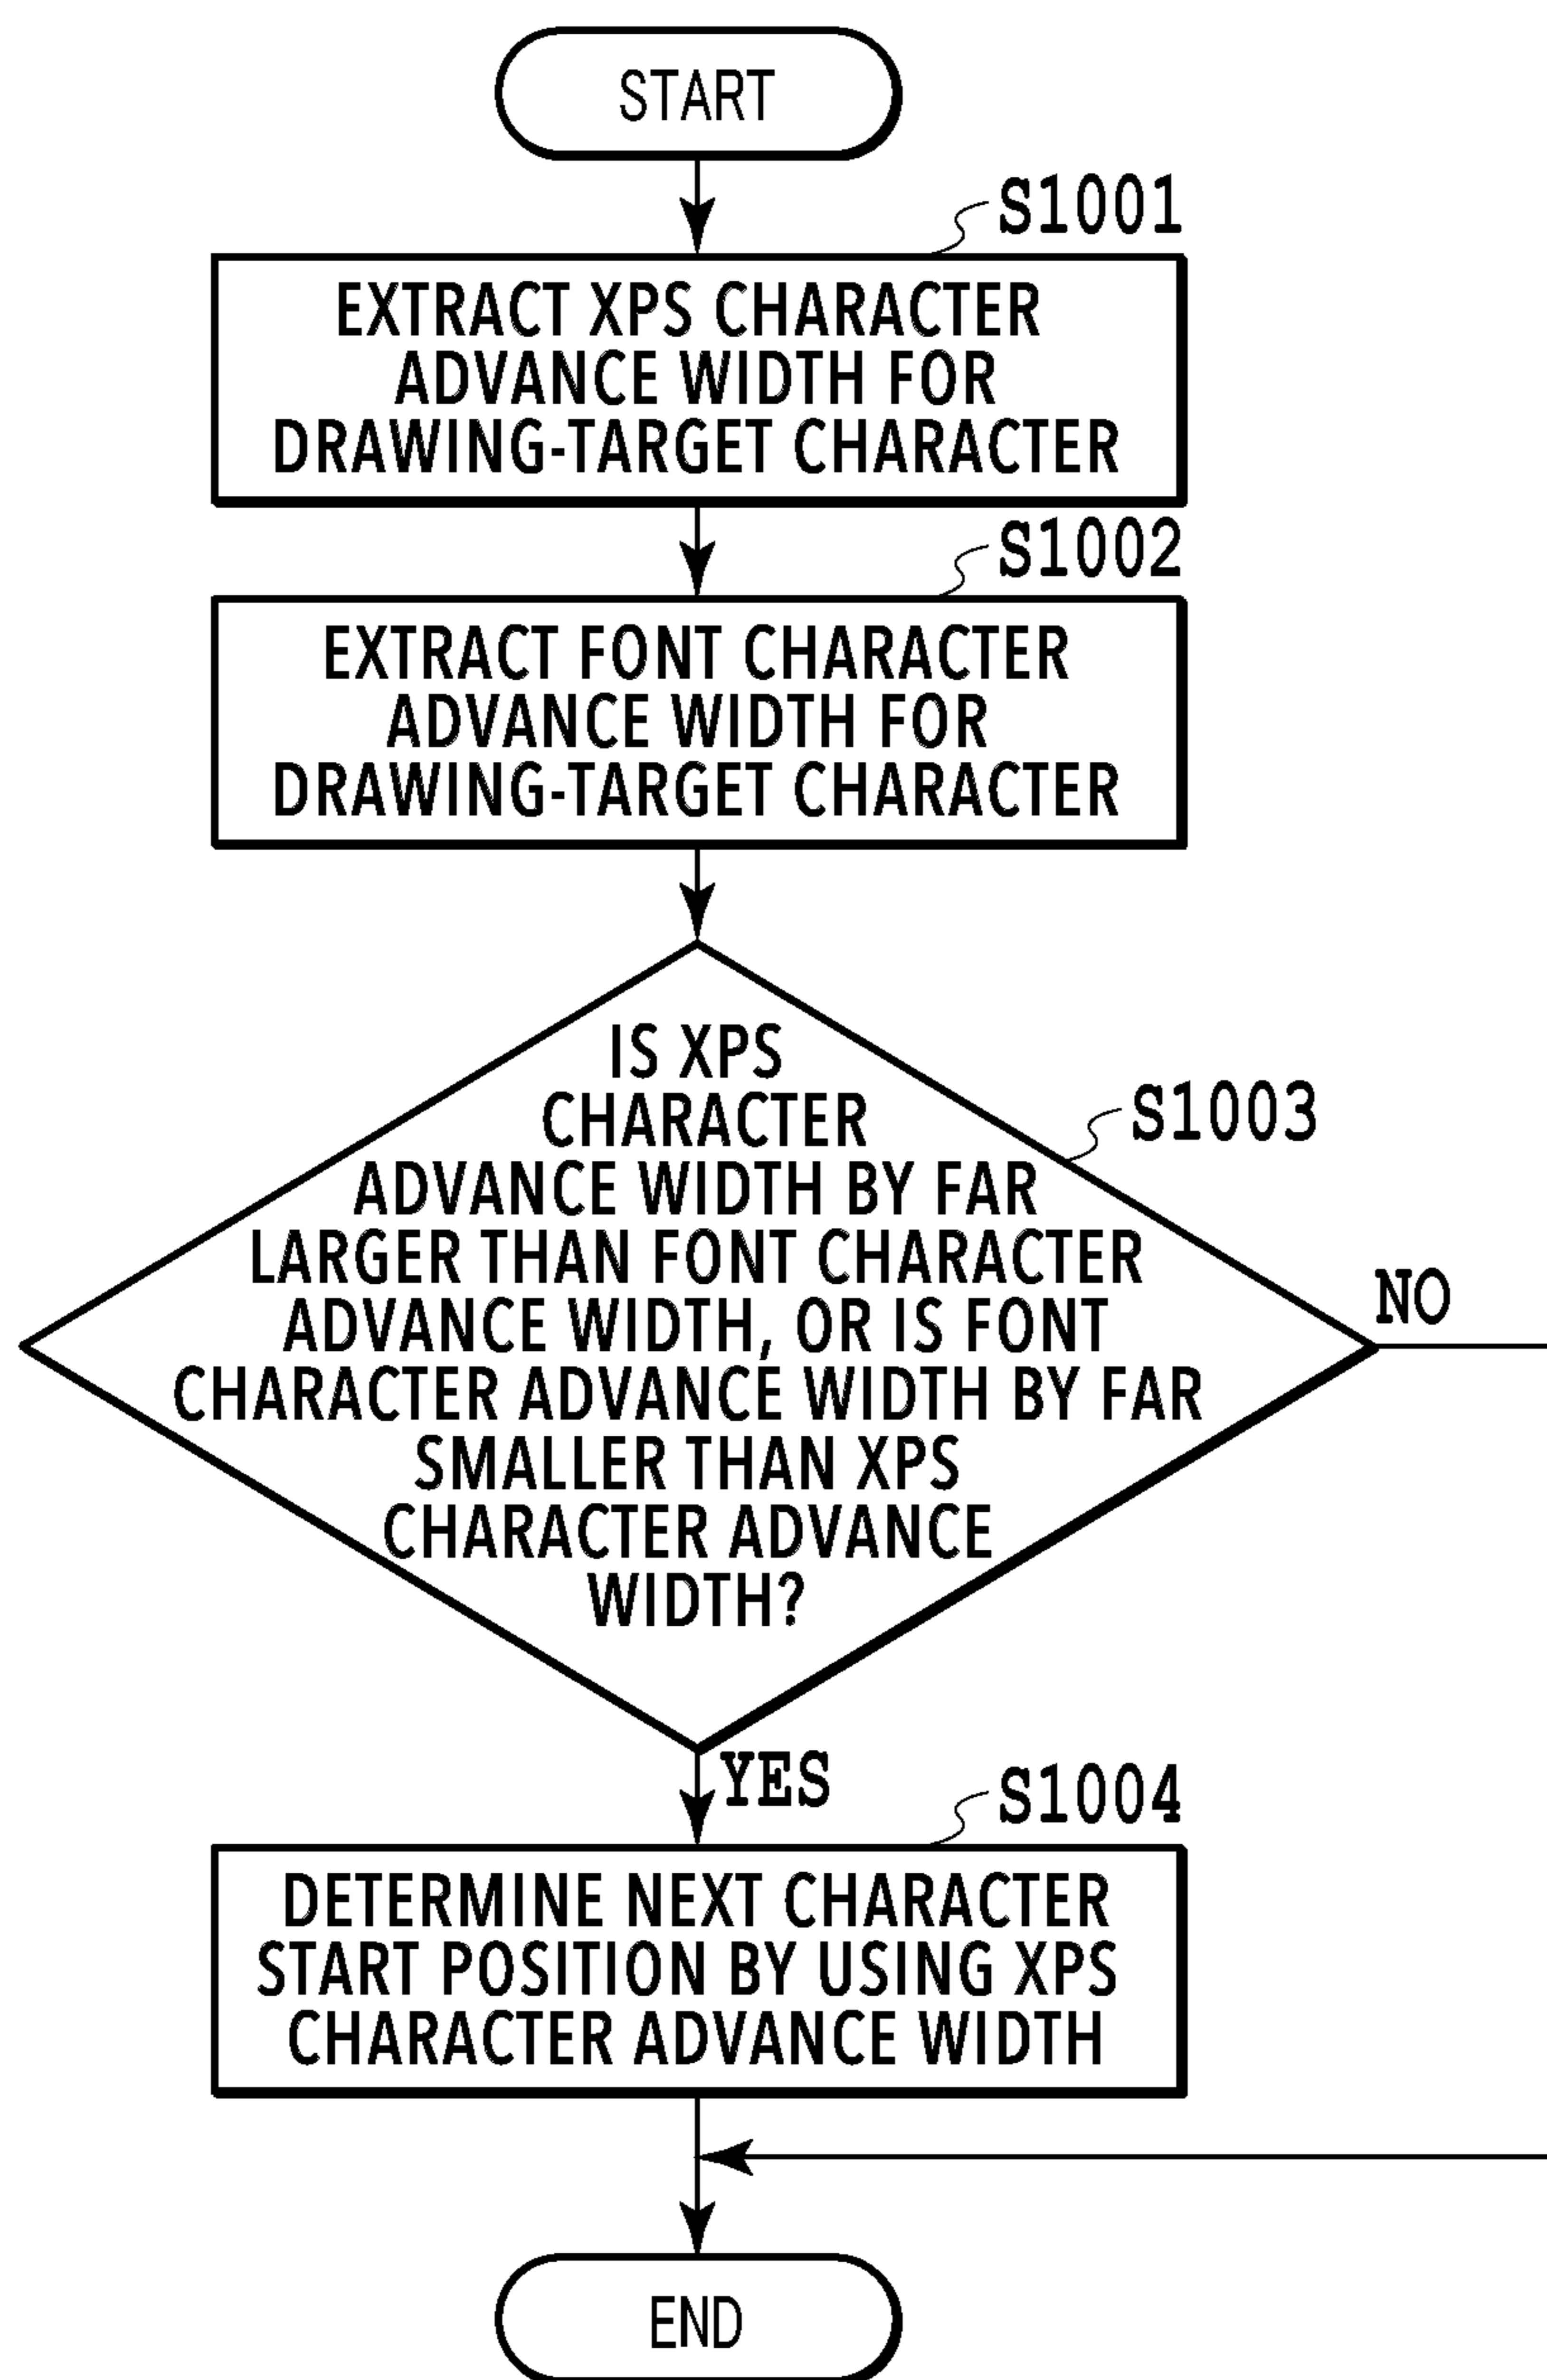 START
S1001
EXTRACT XPS CHARACTER
ADVANCE WIDTH FOR
DRAWING-TARGET CHARACTER
S1002
EXTRACT FONT CHARACTER
ADVANCE WIDTH FOR
DRAWING-TARGET CHARACTER
S1003
IS XPS
CHARACTER
ADVANCE WIDTH BY FAR
LARGER THAN FONT CHARACTER
ADVANCE WIDTH, OR IS FONT
CHARACTER ADVANCE WIDTH BY FAR
SMALLER THAN XPS
CHARACTER ADVANCE
WIDTH?
NO
YES
S1004
DETERMINE NEXT CHARACTER
START POSITION BY USING XPS
CHARACTER ADVANCE WIDTH
END